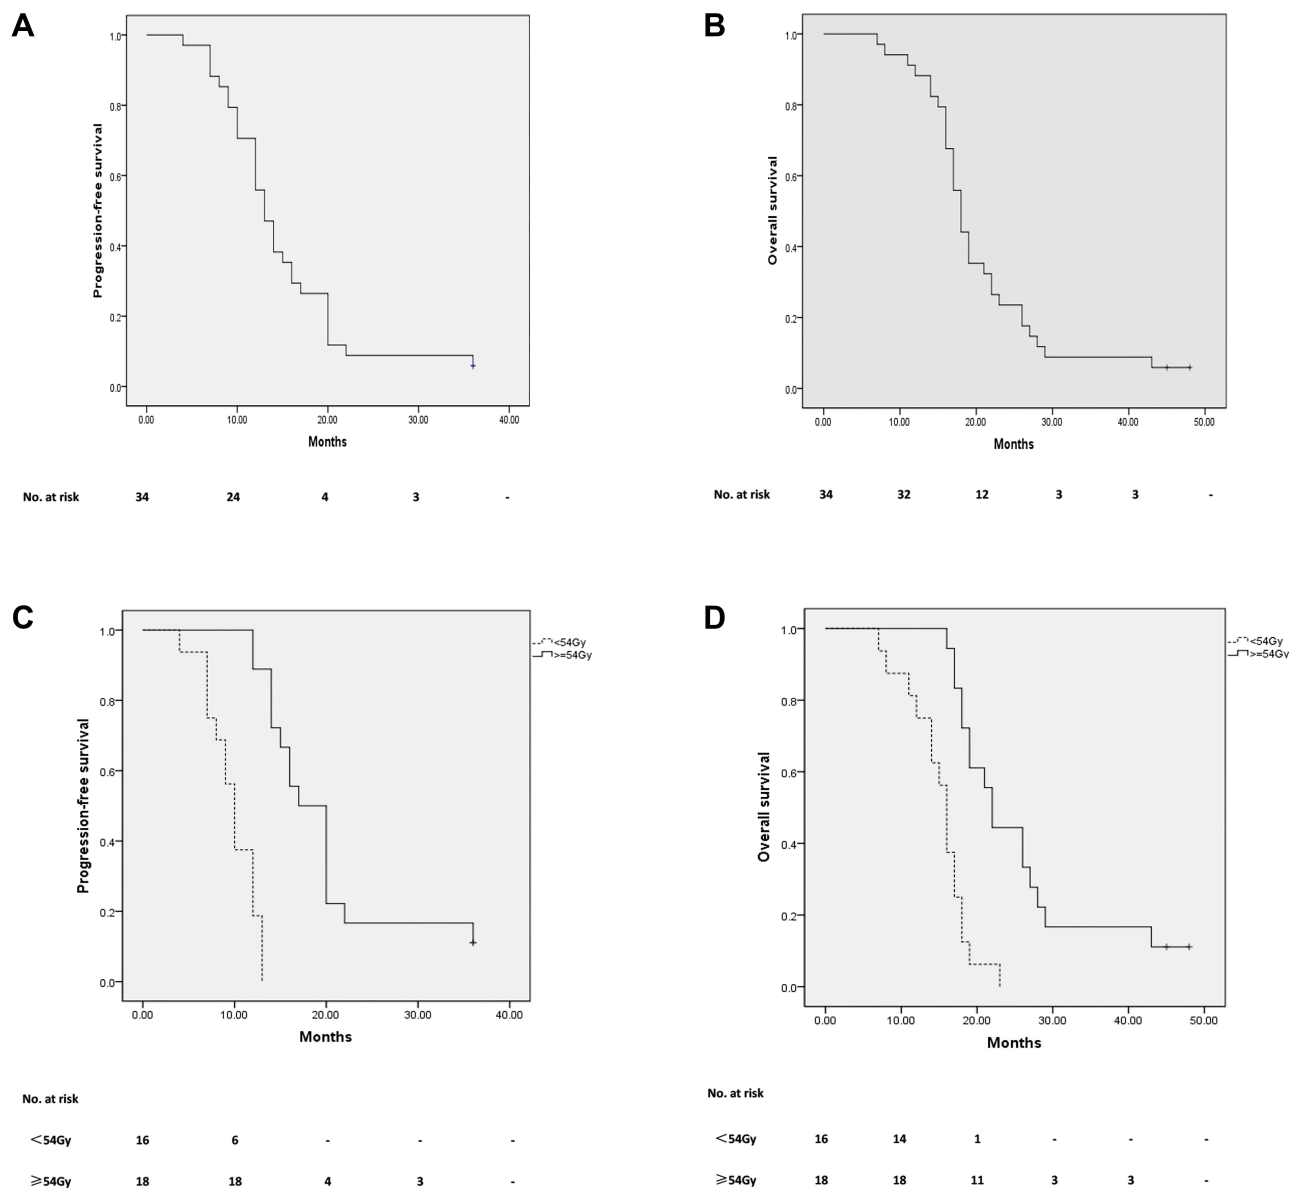 A
1.0
0.8
0.6
0.4
0.2
0.0
Progression-free survival
0.00 10.00 20.00 30.00 40.00
Months
No. at risk 34 24 4 3 -
B
1.0
0.8
0.6
0.4
0.2
0.0
Overall survival
0.00 10.00 20.00 30.00 40.00 50.00
Months
No. at risk 34 32 12 3 3 -
C
1.0
0.8
0.6
0.4
0.2
0.0
Progression-free survival
<54Gy
>=54Gy
0.00 10.00 20.00 30.00 40.00
Months
No. at risk
<54Gy 16 6 - - -
≥54Gy 18 18 4 3 -
D
1.0
0.8
0.6
0.4
0.2
0.0
Overall survival
<54Gy
>=54Gy
0.00 10.00 20.00 30.00 40.00 50.00
Months
No. at risk
<54Gy 16 14 1 - - -
≥54Gy 18 18 11 3 3 -